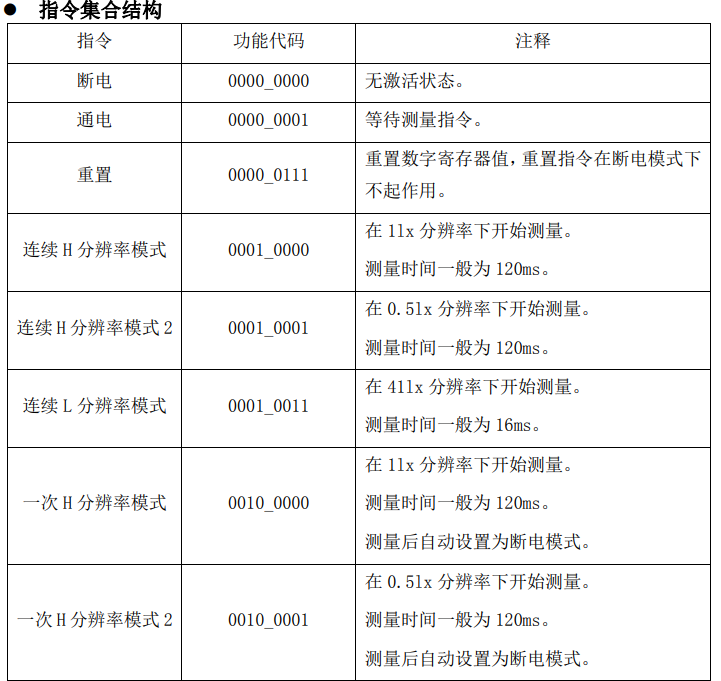 ● 指令集合结构
指令 功能代码 注释
断电 0000_0000 无激活状态。
通电 0000_0001 等待测量指令。
重置 0000_0111 重置数字寄存器值，重置指令在断电模式下
不起作用。
连续 H 分辨率模式 0001_0000 在 1lx 分辨率下开始测量。
测量时间一般为 120ms。
连续 H 分辨率模式 2 0001_0001 在 0.5lx 分辨率下开始测量。
测量时间一般为 120ms。
连续 L 分辨率模式 0001_0011 在 41lx 分辨率下开始测量。
测量时间一般为 16ms。
一次 H 分辨率模式 0010_0000 在 1lx 分辨率下开始测量。
测量时间一般为 120ms。
测量后自动设置为断电模式。
一次 H 分辨率模式 2 0010_0001 在 0.5lx 分辨率下开始测量。
测量时间一般为 120ms。
测量后自动设置为断电模式。